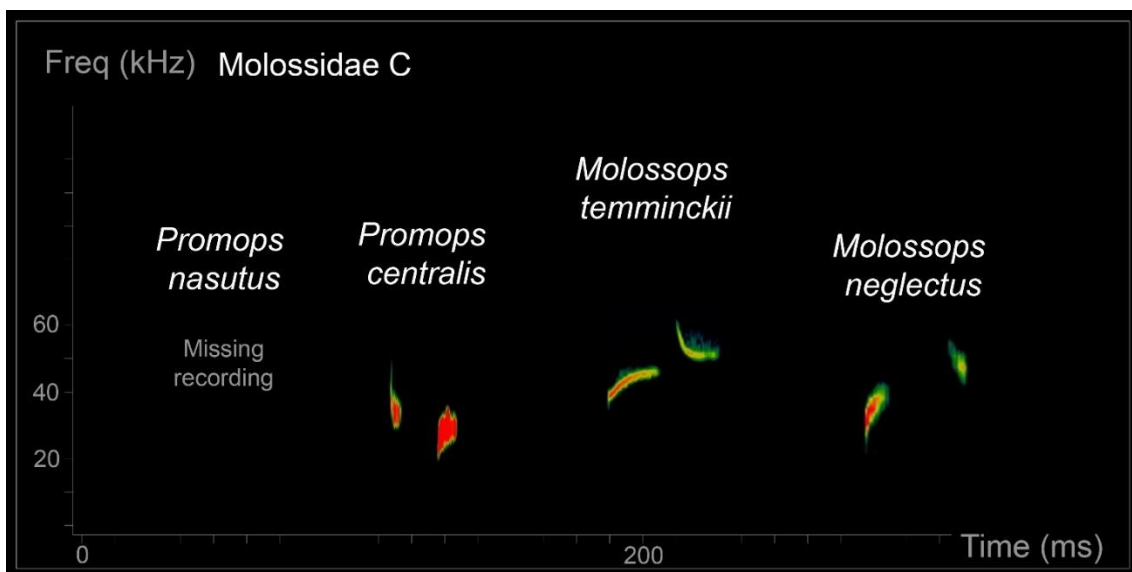 Freq (kHz) Molossidae C
Promops
nasutus
Missing
recording
Promops
centralis
Molossops
temminckii
Molossops
neglectus
60
40
20
0
200
Time (ms)